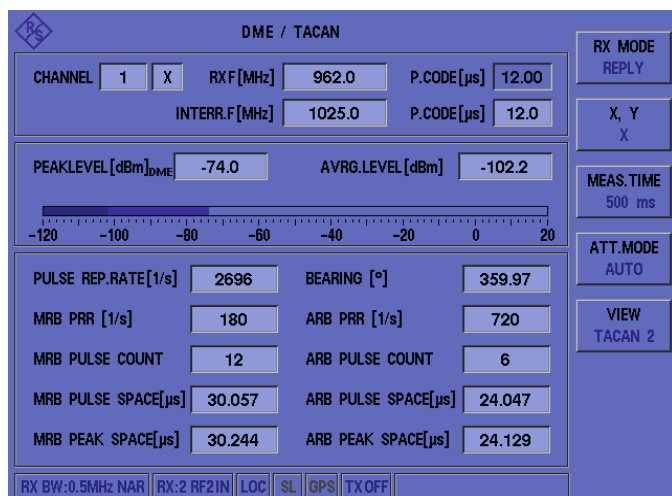 R&S
DME / TACAN
CHANNEL 1 X RXF[MHz] 962.0 P.CODE[µs] 12.00
INTERR.F[MHz] 1025.0 P.CODE[µs] 12.0
PEAKLEVEL[dBm]DME -74.0 AVRG.LEVEL[dBm] -102.2
-120 -100 -80 -60 -40 -20 0 20
PULSE REP.RATE[1/s] 2696 BEARING [°] 359.97
MRB PRR [1/s] 180 ARB PRR [1/s] 720
MRB PULSE COUNT 12 ARB PULSE COUNT 6
MRB PULSE SPACE[µs] 30.057 ARB PULSE SPACE[µs] 24.047
MRB PEAK SPACE[µs] 30.244 ARB PEAK SPACE[µs] 24.129
RX BW:0.5MHz NAR RX:2 RF2IN LOC SL GPS TX OFF
RX MODE
REPLY
X, Y
X
MEAS.TIME
500 ms
ATT.MODE
AUTO
VIEW
TACAN 2